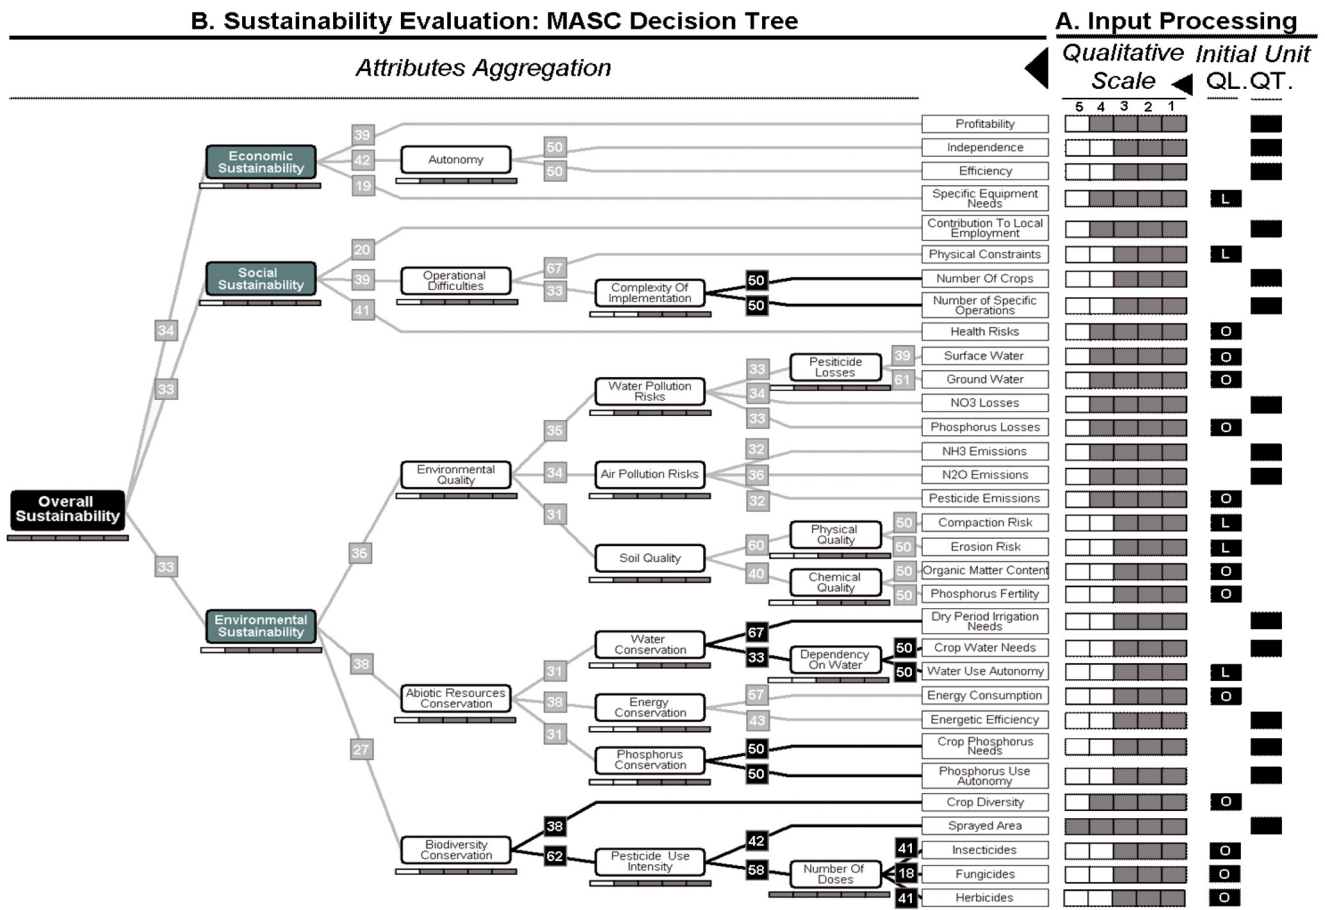 B. Sustainability Evaluation: MASC Decision Tree
A. Input Processing
Attributes Aggregation
Qualitative
Scale
Initial Unit
QL. QT.
5 4 3 2 1
Overall
Sustainability
34
33
33
Economic
Sustainability
39
42
19
Autonomy
50
50
Profitability
Independence
Efficiency
Specific Equipment
Needs
L
Social
Sustainability
20
39
41
Operational
Difficulties
67
33
Complexity Of
Implementation
50
50
Contribution To Local
Employment
Physical Constraints
L
Number Of Crops
Number of Specific
Operations
Health Risks
O
Environmental
Sustainability
35
38
27
Environmental
Quality
35
34
31
Water Pollution
Risks
33
34
33
Pesticide
Losses
39
61
Surface Water
O
Ground Water
O
NO3 Losses
Phosphorus Losses
O
Air Pollution Risks
32
36
32
NH3 Emissions
N2O Emissions
Pesticide Emissions
O
Soil Quality
60
40
Physical
Quality
50
50
Compaction Risk
L
Erosion Risk
L
Chemical
Quality
50
50
Organic Matter Content
O
Phosphorus Fertility
O
Abiotic Resources
Conservation
31
38
31
Water
Conservation
67
33
Dry Period Irrigation
Needs
Dependency
On Water
50
50
Crop Water Needs
Water Use Autonomy
L
Energy
Conservation
57
43
Energy Consumption
O
Energetic Efficiency
Phosphorus
Conservation
50
50
Crop Phosphorus
Needs
Phosphorus Use
Autonomy
Biodiversity
Conservation
38
62
Crop Diversity
O
Pesticide Use
Intensity
42
58
Sprayed Area
Number Of
Doses
41
18
41
Insecticides
O
Fungicides
O
Herbicides
O